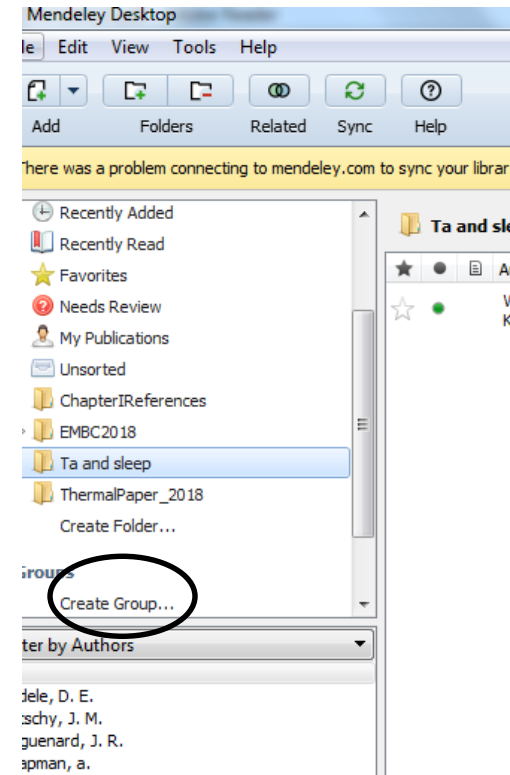 Mendeley Desktop
le Edit View Tools Help
Add Folders Related Sync Help
There was a problem connecting to mendeley.com to sync your librar
Recently Added
Recently Read
Favorites
Needs Review
My Publications
Unsorted
ChapterIReferences
EMBC2018
Ta and sleep
ThermalPaper_2018
Create Folder...
Groups
Create Group...
ter by Authors
dele, D. E.
tschy, J. M.
guenard, J. R.
apman, a.
Ta and sle
A
W
K